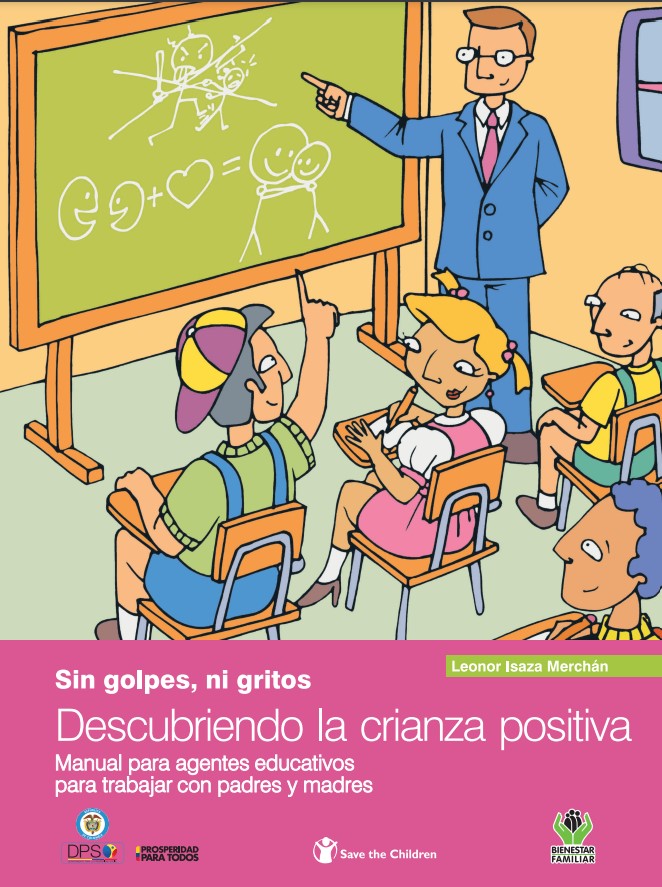 Leonor Isaza Merchán
Sin golpes, ni gritos
Descubriendo la crianza positiva
Manual para agentes educativos
para trabajar con padres y madres
DPS
PROSPERIDAD
PARA TODOS
Save the Children
BIENESTAR
FAMILIAR